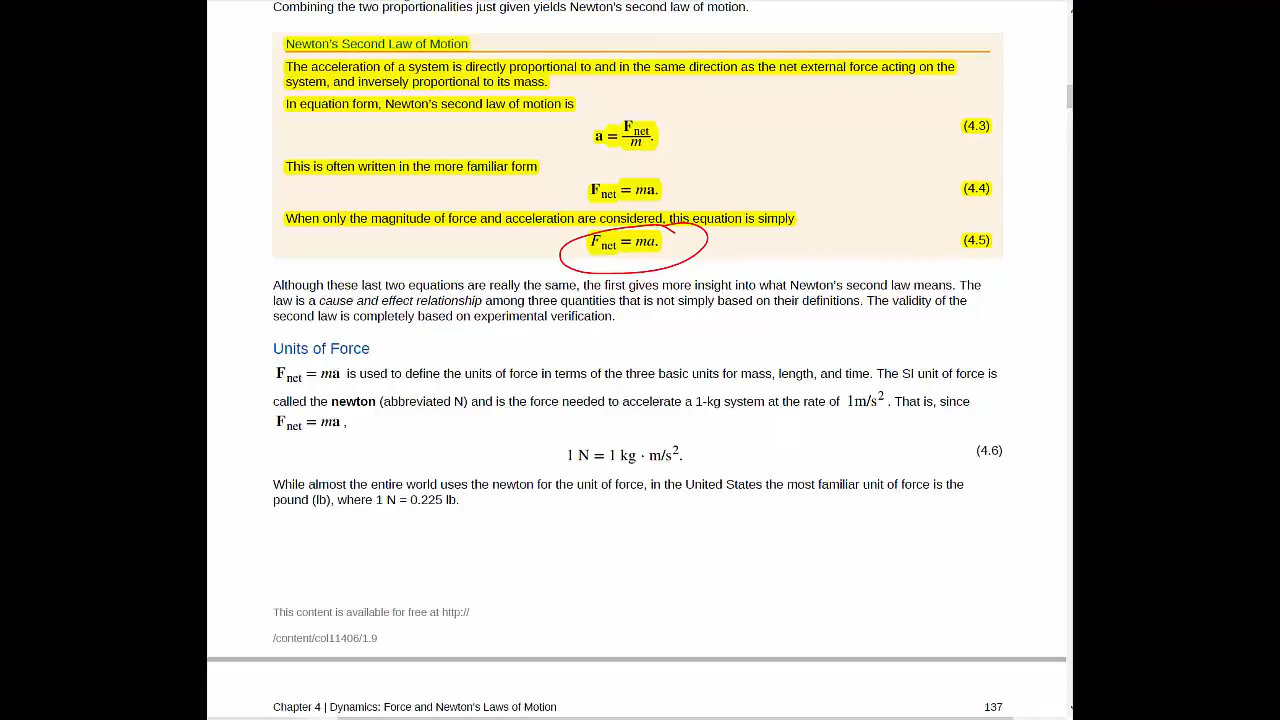 Combining the two proportionalities just given yields Newton's second law of motion.
Newton's Second Law of Motion
The acceleration of a system is directly proportional to and in the same direction as the net external force acting on the
system, and inversely proportional to its mass.
In equation form, Newton's second law of motion is
a = F_net/m. (4.3)
This is often written in the more familiar form
F_net = ma. (4.4)
When only the magnitude of force and acceleration are considered, this equation is simply
F_net = ma. (4.5)
Although these last two equations are really the same, the first gives more insight into what Newton's second law means. The
law is a cause and effect relationship among three quantities that is not simply based on their definitions. The validity of the
second law is completely based on experimental verification.
Units of Force
F_net = ma is used to define the units of force in terms of the three basic units for mass, length, and time. The SI unit of force is
called the newton (abbreviated N) and is the force needed to accelerate a 1-kg system at the rate of 1m/s². That is, since
F_net = ma,
1 N = 1 kg · m/s². (4.6)
While almost the entire world uses the newton for the unit of force, in the United States the most familiar unit of force is the
pound (lb), where 1 N = 0.225 lb.
This content is available for free at http://
/content/col11406/1.9
Chapter 4 | Dynamics: Force and Newton's Laws of Motion 137